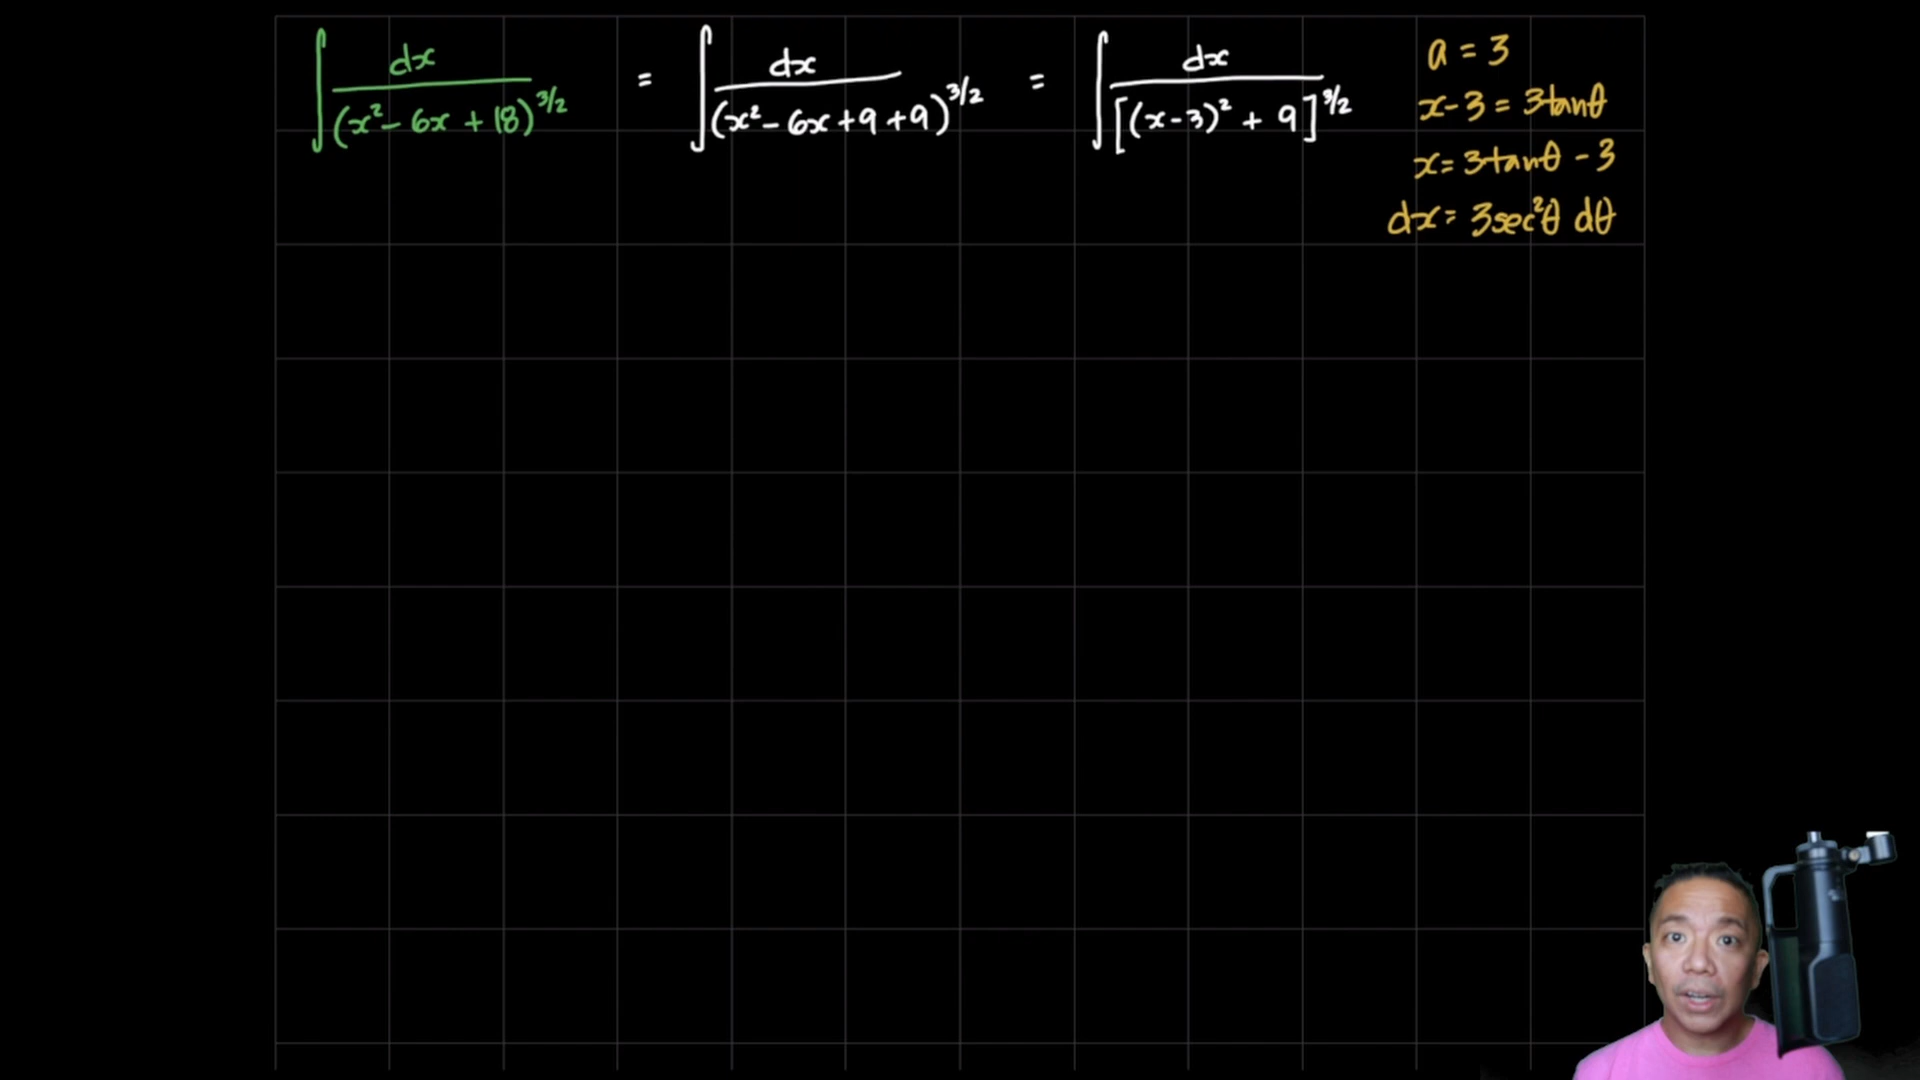 ∫ dx / (x² - 6x + 18)^3/2 = ∫ dx / (x² - 6x + 9 + 9)^3/2 = ∫ dx / [(x-3)² + 9]^3/2
a = 3
x-3 = 3tanθ
x = 3tanθ - 3
dx = 3sec²θ dθ